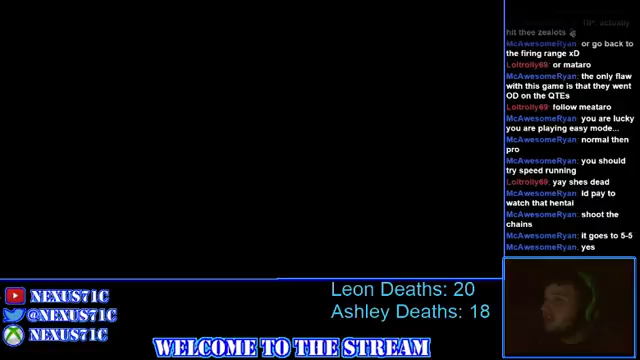 TIP: actually
hit thee zealots
McAwesomeRyan: or go back to
the firing range xD
Loltrolly69: or mataro
McAwesomeRyan: the only flaw
with this game is that they went
OD on the QTEs
Loltrolly69: follow meataro
McAwesomeRyan: you are lucky
you are playing easy mode...
McAwesomeRyan: normal then
pro
McAwesomeRyan: you should
try speed running
Loltrolly69: yay shes dead
McAwesomeRyan: id pay to
watch that hentai
McAwesomeRyan: shoot the
chains
McAwesomeRyan: it goes to 5-5
McAwesomeRyan: yes
Leon Deaths: 20
Ashley Deaths: 18
NEXUS71C
@NEXUS71C
NEXUS71C
WELCOME TO THE STREAM